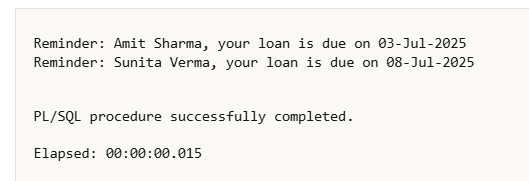 Reminder: Amit Sharma, your loan is due on 03-Jul-2025
Reminder: Sunita Verma, your loan is due on 08-Jul-2025
PL/SQL procedure successfully completed.
Elapsed: 00:00:00.015